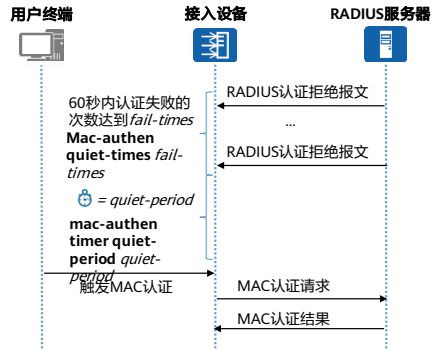 用户终端
接入设备
RADIUS服务器
RADIUS认证拒绝报文
60秒内认证失败的
次数达到fail-times
Mac-authen
quiet-times fail-
times
...
RADIUS认证拒绝报文
= quiet-period
mac-authen
timer quiet-
period quiet-
period
触发MAC认证
MAC认证请求
MAC认证结果